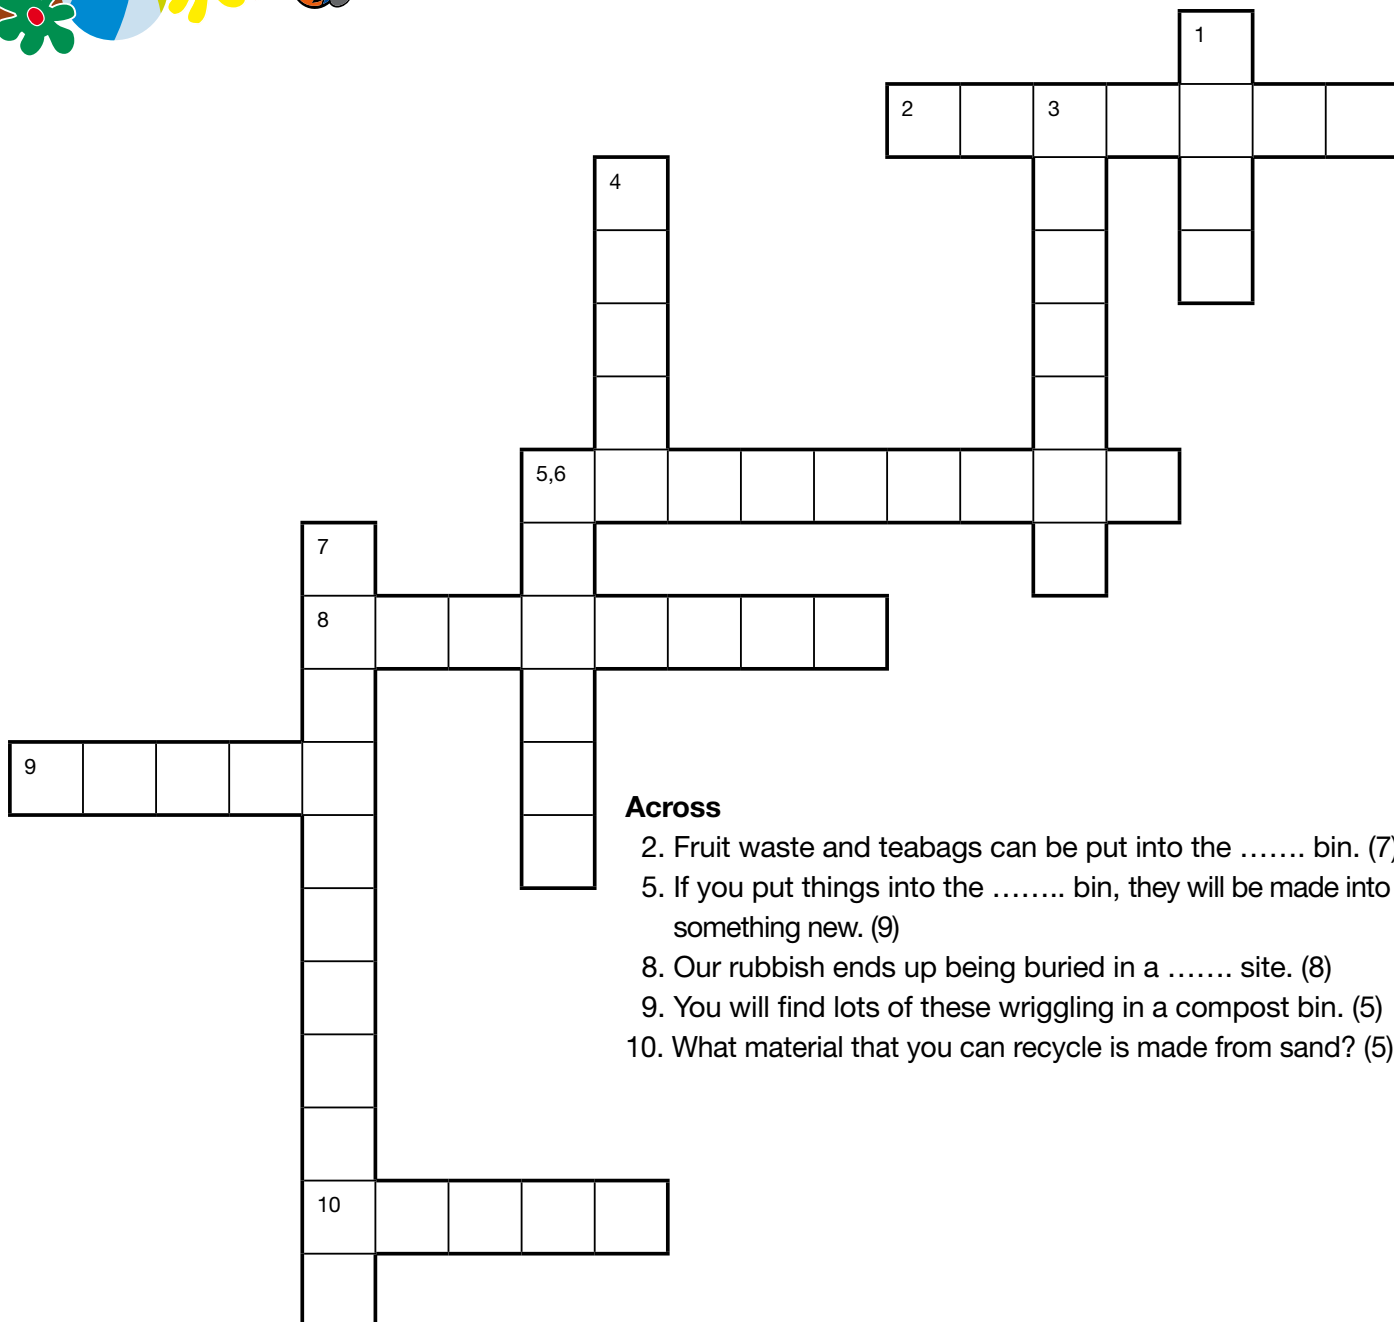 1
2 3
4
5,6
7
8
9
10
Across
2. Fruit waste and teabags can be put into the ……. bin. (7)
5. If you put things into the …….. bin, they will be made into
something new. (9)
8. Our rubbish ends up being buried in a ……. site. (8)
9. You will find lots of these wriggling in a compost bin. (5)
10. What material that you can recycle is made from sand? (5)